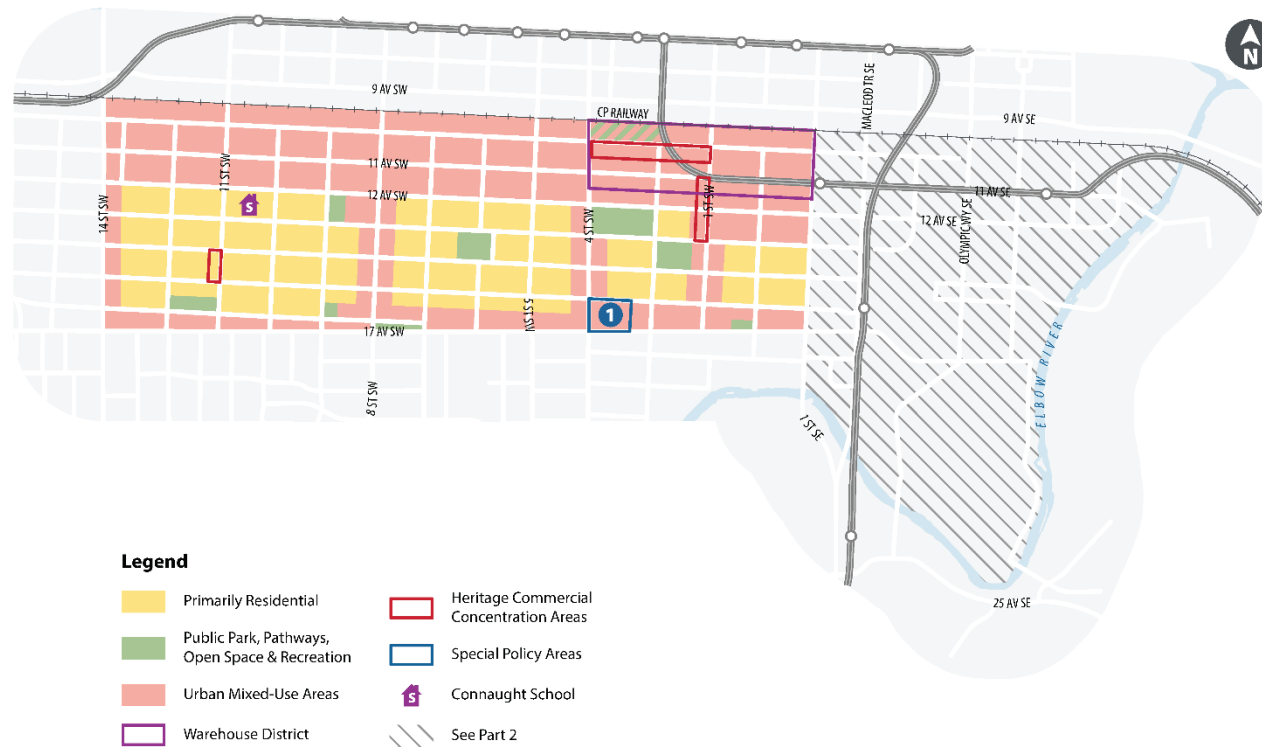 N
9 AV SW
CP RAILWAY
MACLEOD TR SE
9 AV SE
11 ST SW
11 AV SW
12 AV SW
14 ST SW
S
4 ST SW
1 ST SW
11 AV SE
12 AV SE
OLYMPIC WY SE
5 ST SW
1
17 AV SW
8 ST SW
1 ST SE
ELBOW RIVER
25 AV SE
Legend
Primarily Residential
Public Park, Pathways,
Open Space & Recreation
Urban Mixed-Use Areas
Warehouse District
Heritage Commercial
Concentration Areas
Special Policy Areas
S
Connaught School
See Part 2